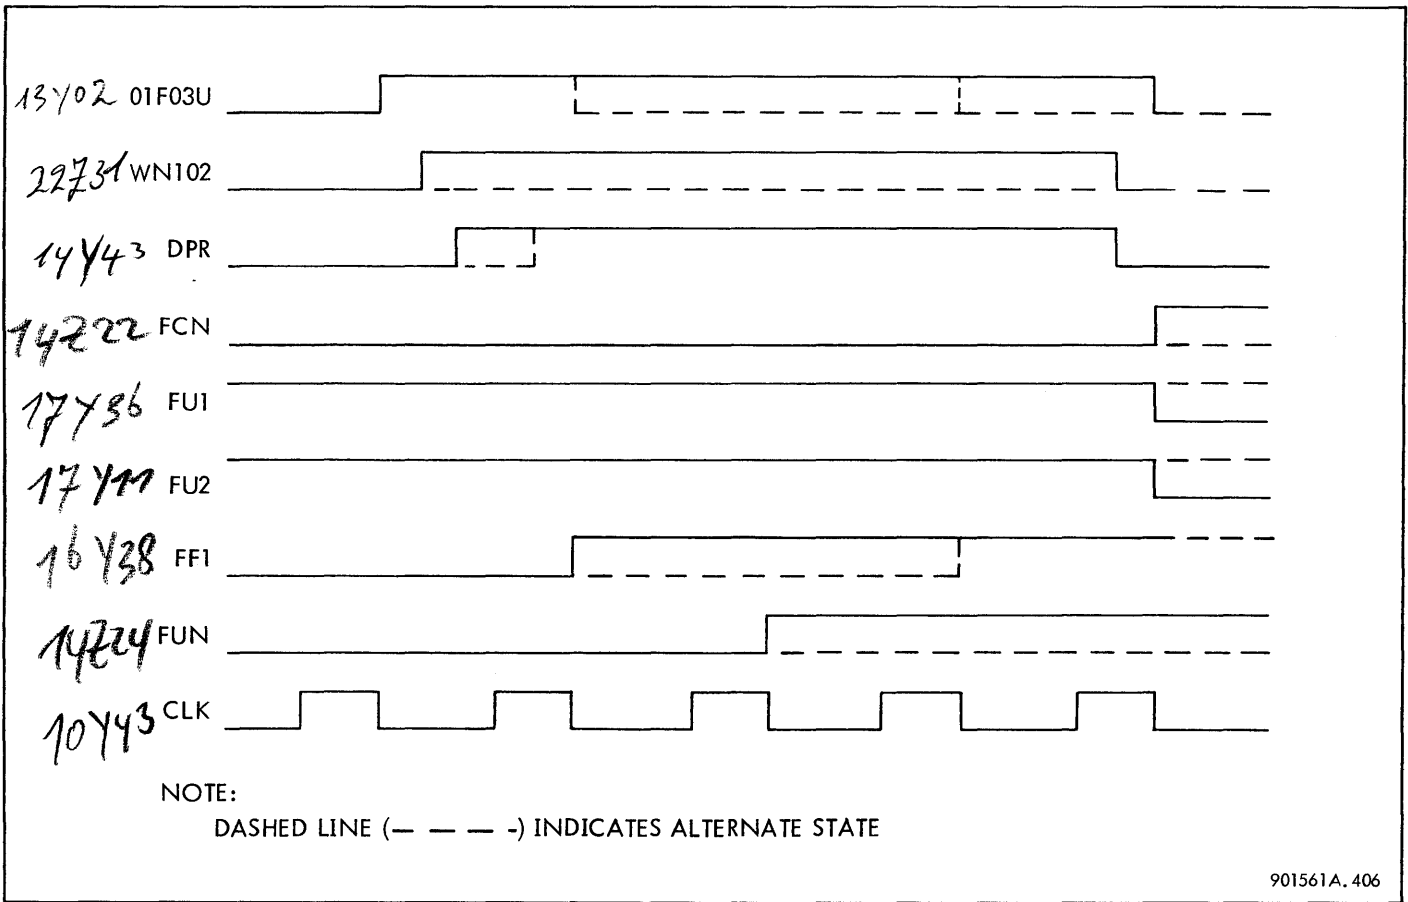 13Y02 01F03U
22Z31 WN102
14Y43 DPR
14Z22 FCN
17Y36 FU1
17Y11 FU2
16Y38 FF1
14Z24 FUN
10Y43 CLK
NOTE:
DASHED LINE (— — — -) INDICATES ALTERNATE STATE
901561A.406